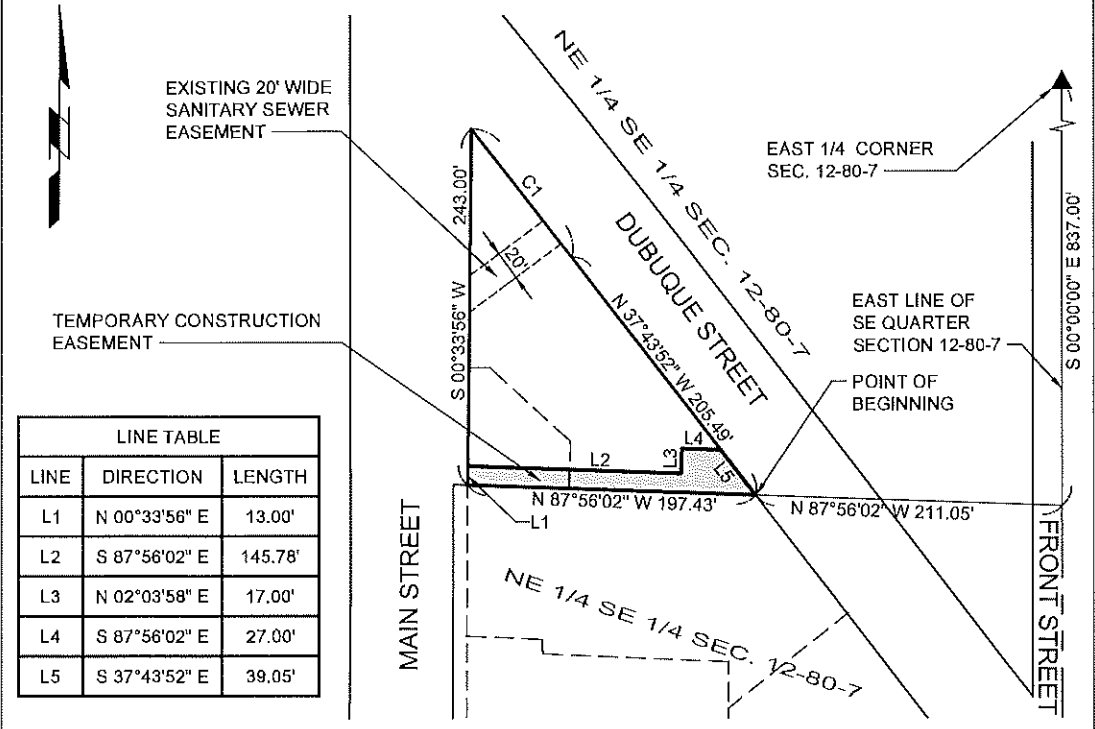 EXISTING 20' WIDE
SANITARY SEWER
EASEMENT
NE 1/4 SE 1/4 SEC. 12-80-7
EAST 1/4 CORNER
SEC. 12-80-7
243.00'
S 00°33'56" W
C1
20'
DUBUQUE STREET
N 37°43'52" W 205.49'
S 00°00'00" E 837.00'
TEMPORARY CONSTRUCTION
EASEMENT
EAST LINE OF
SE QUARTER
SECTION 12-80-7
POINT OF
BEGINNING
LINE TABLE
LINE DIRECTION LENGTH
L1 N 00°33'56" E 13.00'
L2 S 87°56'02" E 145.78'
L3 N 02°03'58" E 17.00'
L4 S 87°56'02" E 27.00'
L5 S 37°43'52" E 39.05'
L2
L3
L4
L5
N 87°56'02" W 197.43'
N 87°56'02" W 211.05'
L1
MAIN STREET
NE 1/4 SE 1/4 SEC. 12-80-7
FRONT STREET